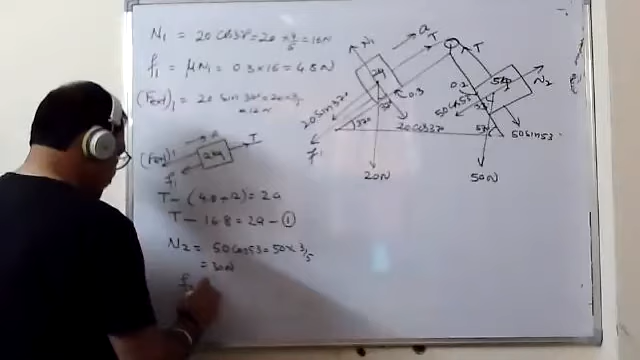 N₁ = 20 cos37° = 20 × 4/5 = 16N
f₁ = μN₁ = 0.3 × 16 = 4.8N
(Fext)₁ = 20 sin 37° = 20 × 3/5
= 12N
(Fext)₁
f₁
2kg
T
a
T - (4.8 + 12) = 2a
T - 16.8 = 2a - ①
N₂ = 50 cos53 = 50 × 3/5
= 30N
N₁
a
T
T
2kg
0.3
0.2
5kg
N₂
20 sin37°
37°
37
20 cos37°
50 cos53
53
53
50 sin53
f₁
20N
50N